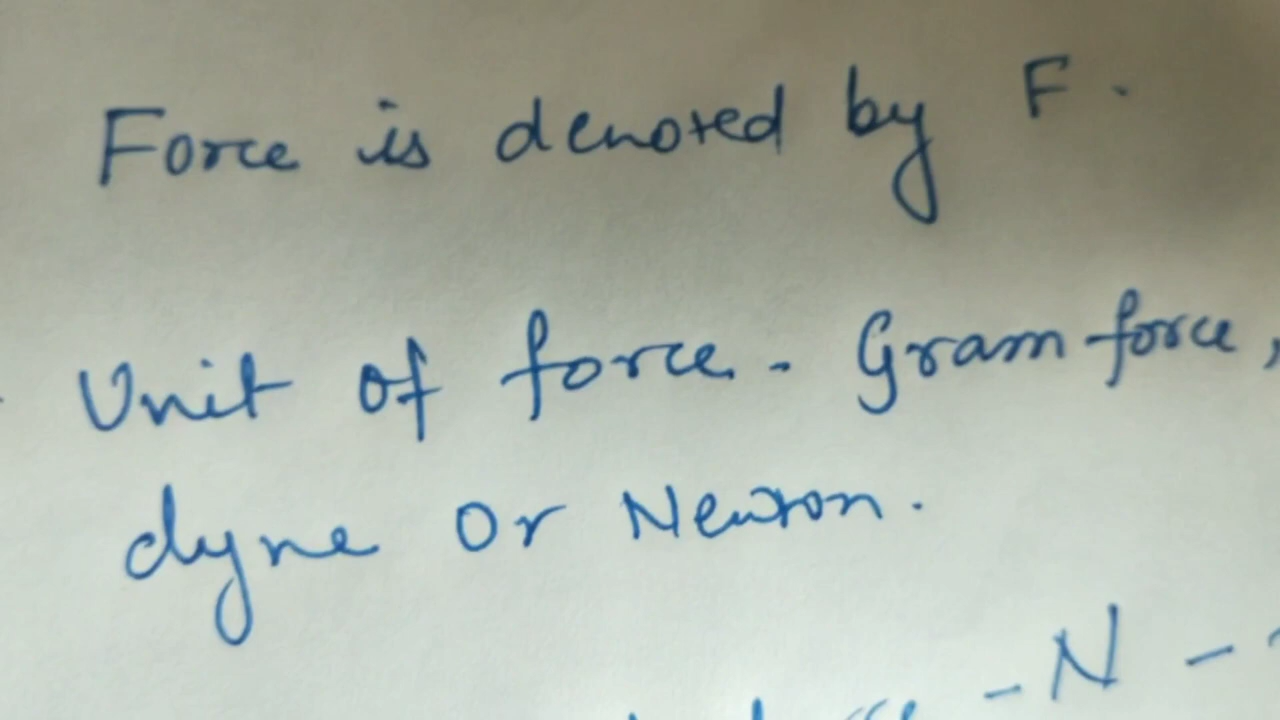 Force is denoted by F.
Unit of force - Gram force,
dyne or Newton.
- N -